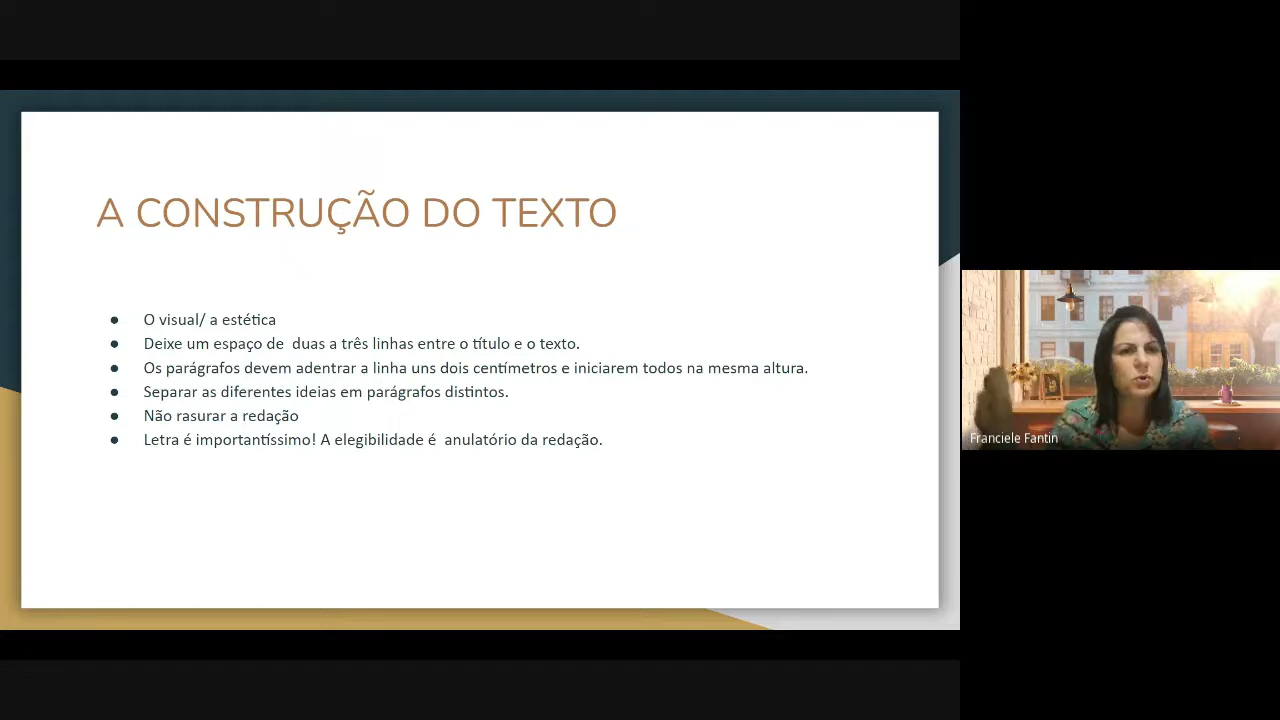 A CONSTRUÇÃO DO TEXTO
● O visual/ a estética
● Deixe um espaço de  duas a três linhas entre o título e o texto.
● Os parágrafos devem adentrar a linha uns dois centímetros e iniciarem todos na mesma altura.
● Separar as diferentes ideias em parágrafos distintos.
● Não rasurar a redação
● Letra é importantíssimo! A elegibilidade é  anulatório da redação.
Franciele Fantin